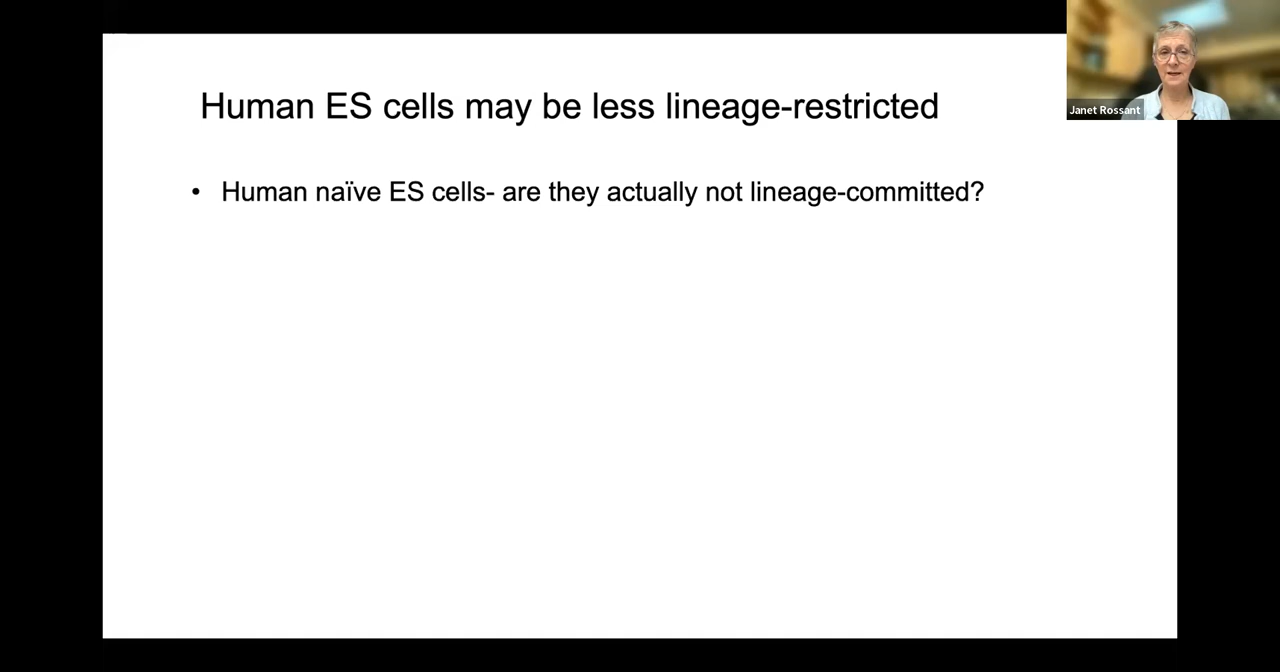 Human ES cells may be less lineage-restricted
• Human naïve ES cells- are they actually not lineage-committed?
Janet Rossant